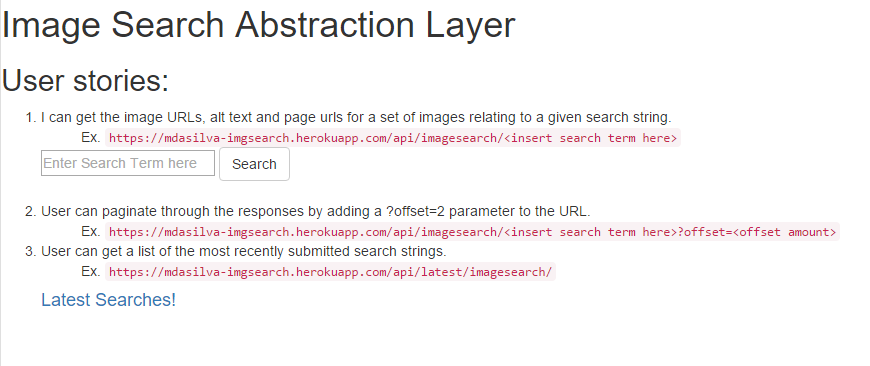 Image Search Abstraction Layer
User stories:
1. I can get the image URLs, alt text and page urls for a set of images relating to a given search string.
Ex. https://mdasilva-imgsearch.herokuapp.com/api/imagesearch/<insert search term here>
Enter Search Term here Search
2. User can paginate through the responses by adding a ?offset=2 parameter to the URL.
Ex. https://mdasilva-imgsearch.herokuapp.com/api/imagesearch/<insert search term here>?offset=<offset amount>
3. User can get a list of the most recently submitted search strings.
Ex. https://mdasilva-imgsearch.herokuapp.com/api/latest/imagesearch/
Latest Searches!